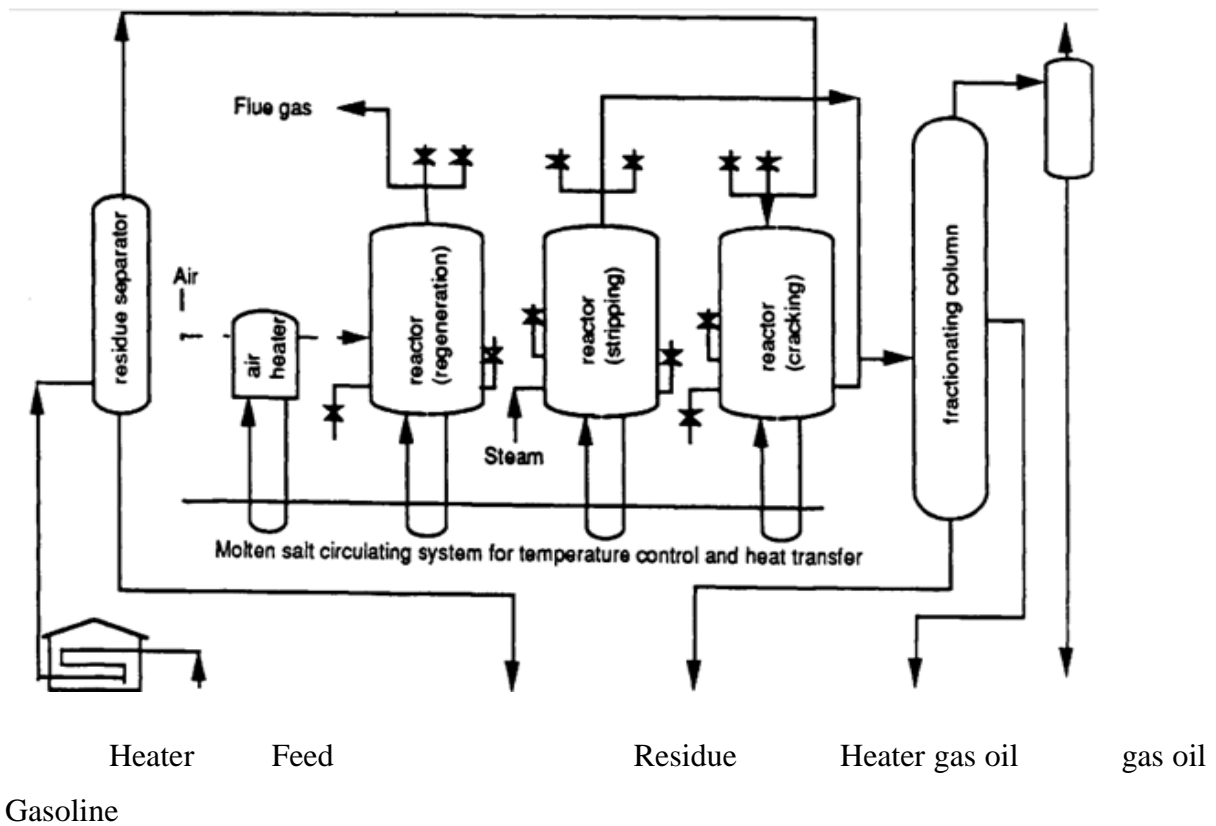 Flue gas
residue separator
Air
air
heater
reactor
(regeneration)
reactor
(stripping)
reactor
(cracking)
fractionating column
Steam
Molten salt circulating system for temperature control and heat transfer
Heater Feed Residue Heater gas oil gas oil
Gasoline